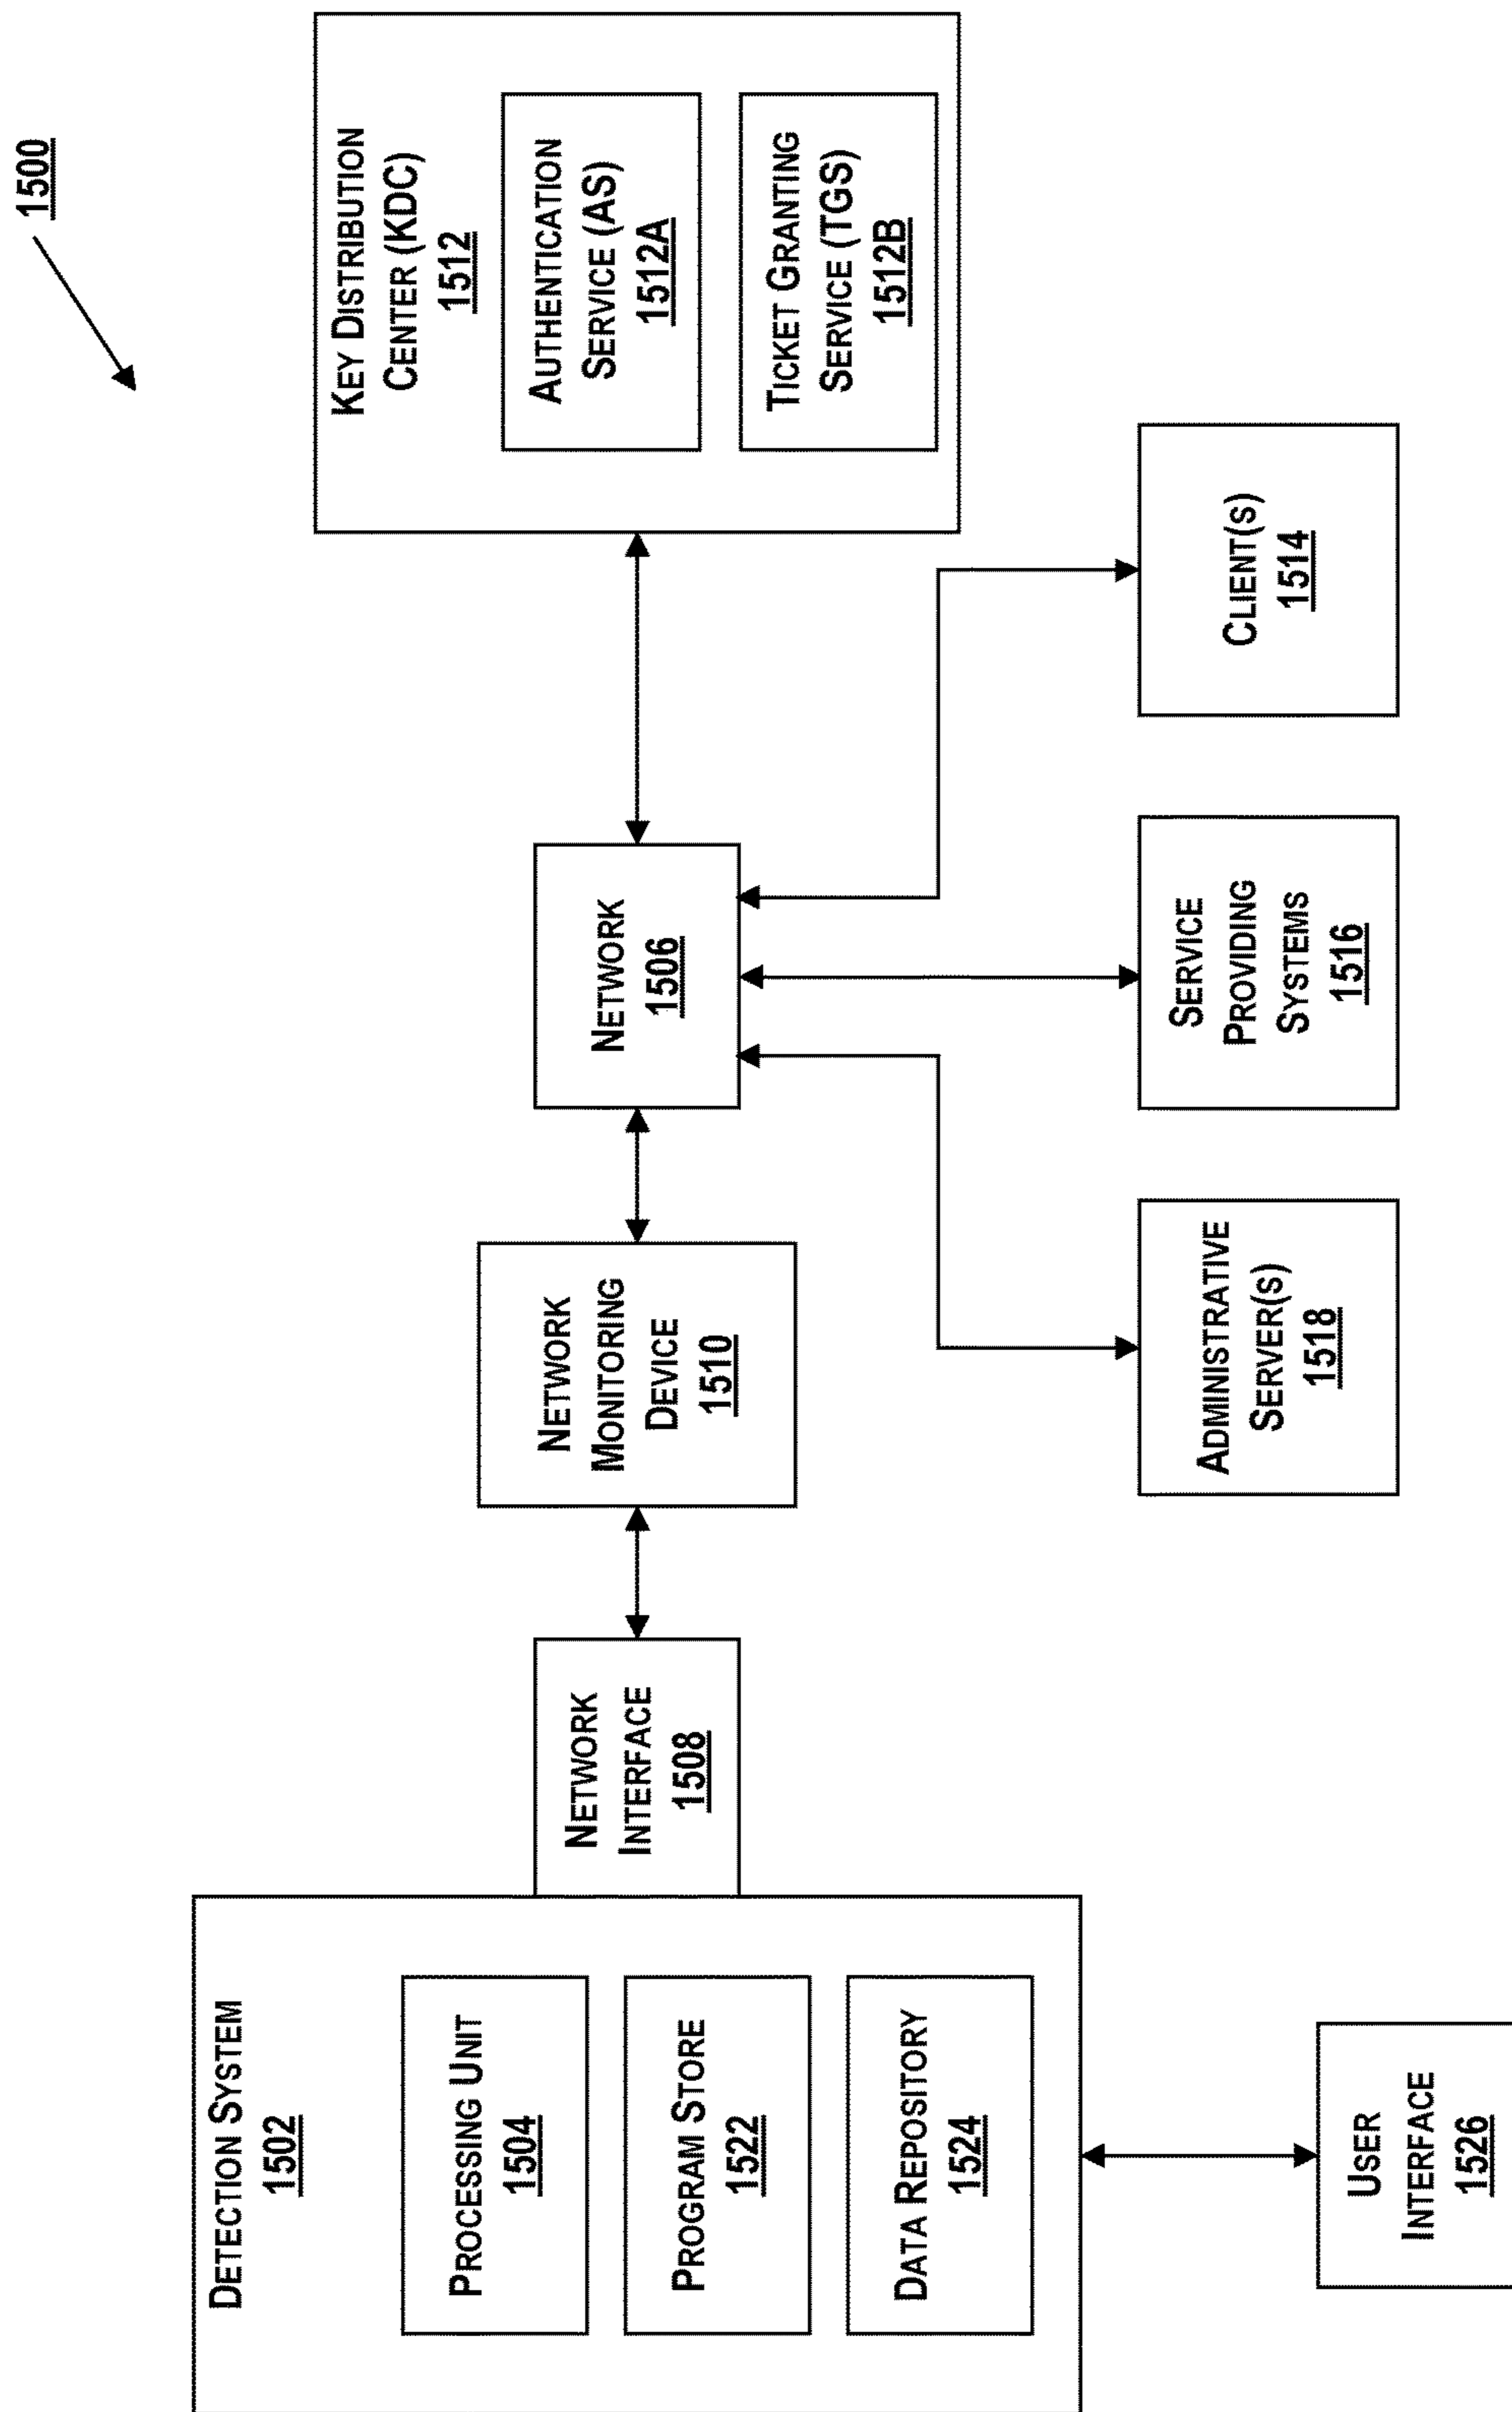 1500
DETECTION SYSTEM
1502
PROCESSING UNIT
1504
PROGRAM STORE
1522
DATA REPOSITORY
1524
USER
INTERFACE
1526
NETWORK
INTERFACE
1508
NETWORK
MONITORING
DEVICE
1510
NETWORK
1506
KEY DISTRIBUTION
CENTER (KDC)
1512
AUTHENTICATION
SERVICE (AS)
1512A
TICKET GRANTING
SERVICE (TGS)
1512B
ADMINISTRATIVE
SERVER(S)
1518
SERVICE
PROVIDING
SYSTEMS
1516
CLIENT(S)
1514